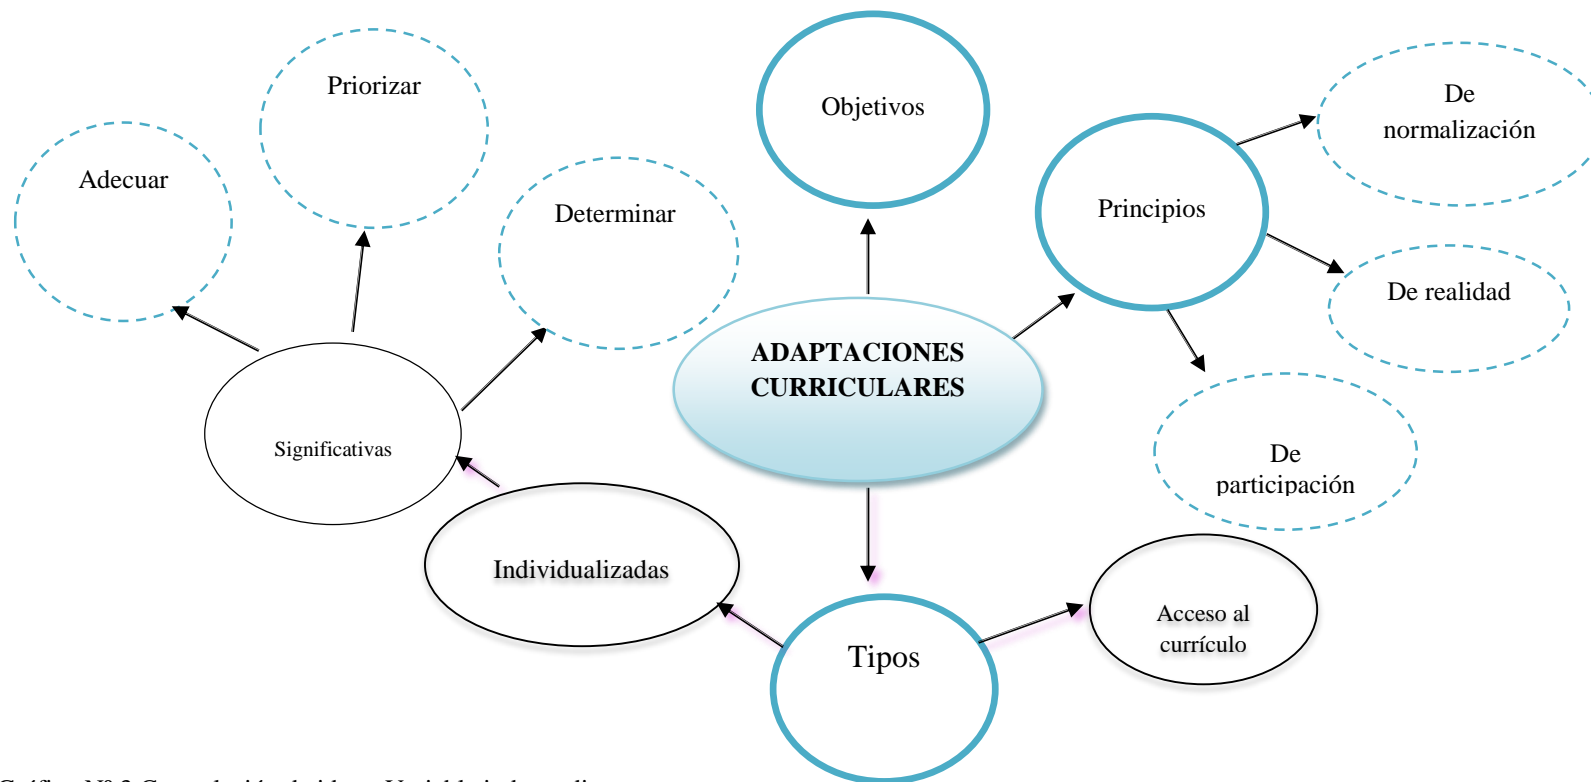 Priorizar
Adecuar
Determinar
Objetivos
De
normalización
Principios
De realidad
ADAPTACIONES
CURRICULARES
De
participación
Significativas
Individualizadas
Acceso al
currículo
Tipos